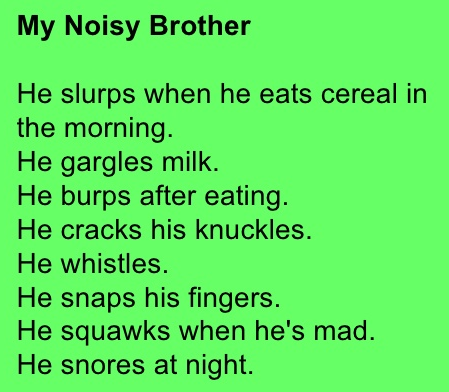 My Noisy Brother
He slurps when he eats cereal in
the morning.
He gargles milk.
He burps after eating.
He cracks his knuckles.
He whistles.
He snaps his fingers.
He squawks when he's mad.
He snores at night.